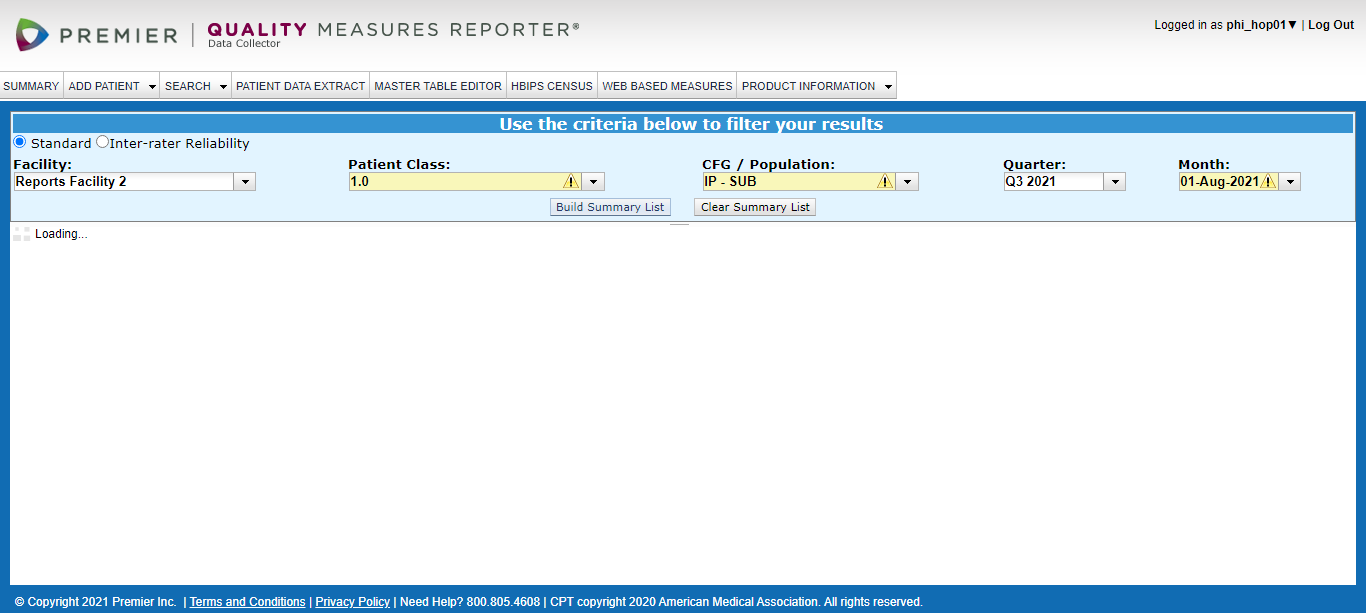 PREMIER | QUALITY MEASURES REPORTER®
Data Collector
Logged in as phi_hop01▼ | Log Out
SUMMARY ADD PATIENT SEARCH PATIENT DATA EXTRACT MASTER TABLE EDITOR HBIPS CENSUS WEB BASED MEASURES PRODUCT INFORMATION
Use the criteria below to filter your results
Standard Inter-rater Reliability
Facility: Patient Class: CFG / Population: Quarter: Month:
Reports Facility 2 1.0 IP - SUB Q3 2021 01-Aug-2021
Build Summary List Clear Summary List
Loading...
© Copyright 2021 Premier Inc. | Terms and Conditions | Privacy Policy | Need Help? 800.805.4608 | CPT copyright 2020 American Medical Association. All rights reserved.